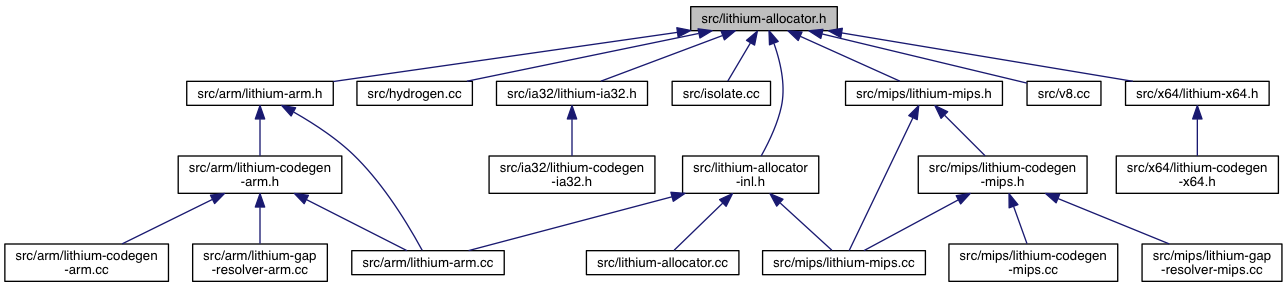 src/lithium-allocator.h
src/arm/lithium-arm.h
src/hydrogen.cc
src/ia32/lithium-ia32.h
src/isolate.cc
src/mips/lithium-mips.h
src/v8.cc
src/x64/lithium-x64.h
src/arm/lithium-codegen
-arm.h
src/ia32/lithium-codegen
-ia32.h
src/lithium-allocator
-inl.h
src/mips/lithium-codegen
-mips.h
src/x64/lithium-codegen
-x64.h
src/arm/lithium-codegen
-arm.cc
src/arm/lithium-gap
-resolver-arm.cc
src/arm/lithium-arm.cc
src/lithium-allocator.cc
src/mips/lithium-mips.cc
src/mips/lithium-codegen
-mips.cc
src/mips/lithium-gap
-resolver-mips.cc